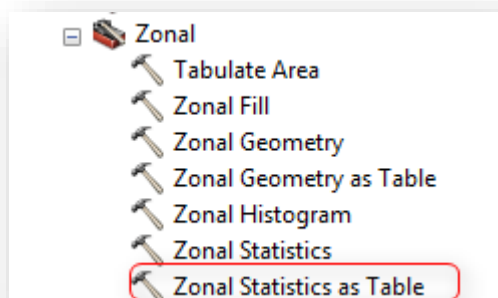 Zonal
Tabulate Area
Zonal Fill
Zonal Geometry
Zonal Geometry as Table
Zonal Histogram
Zonal Statistics
Zonal Statistics as Table